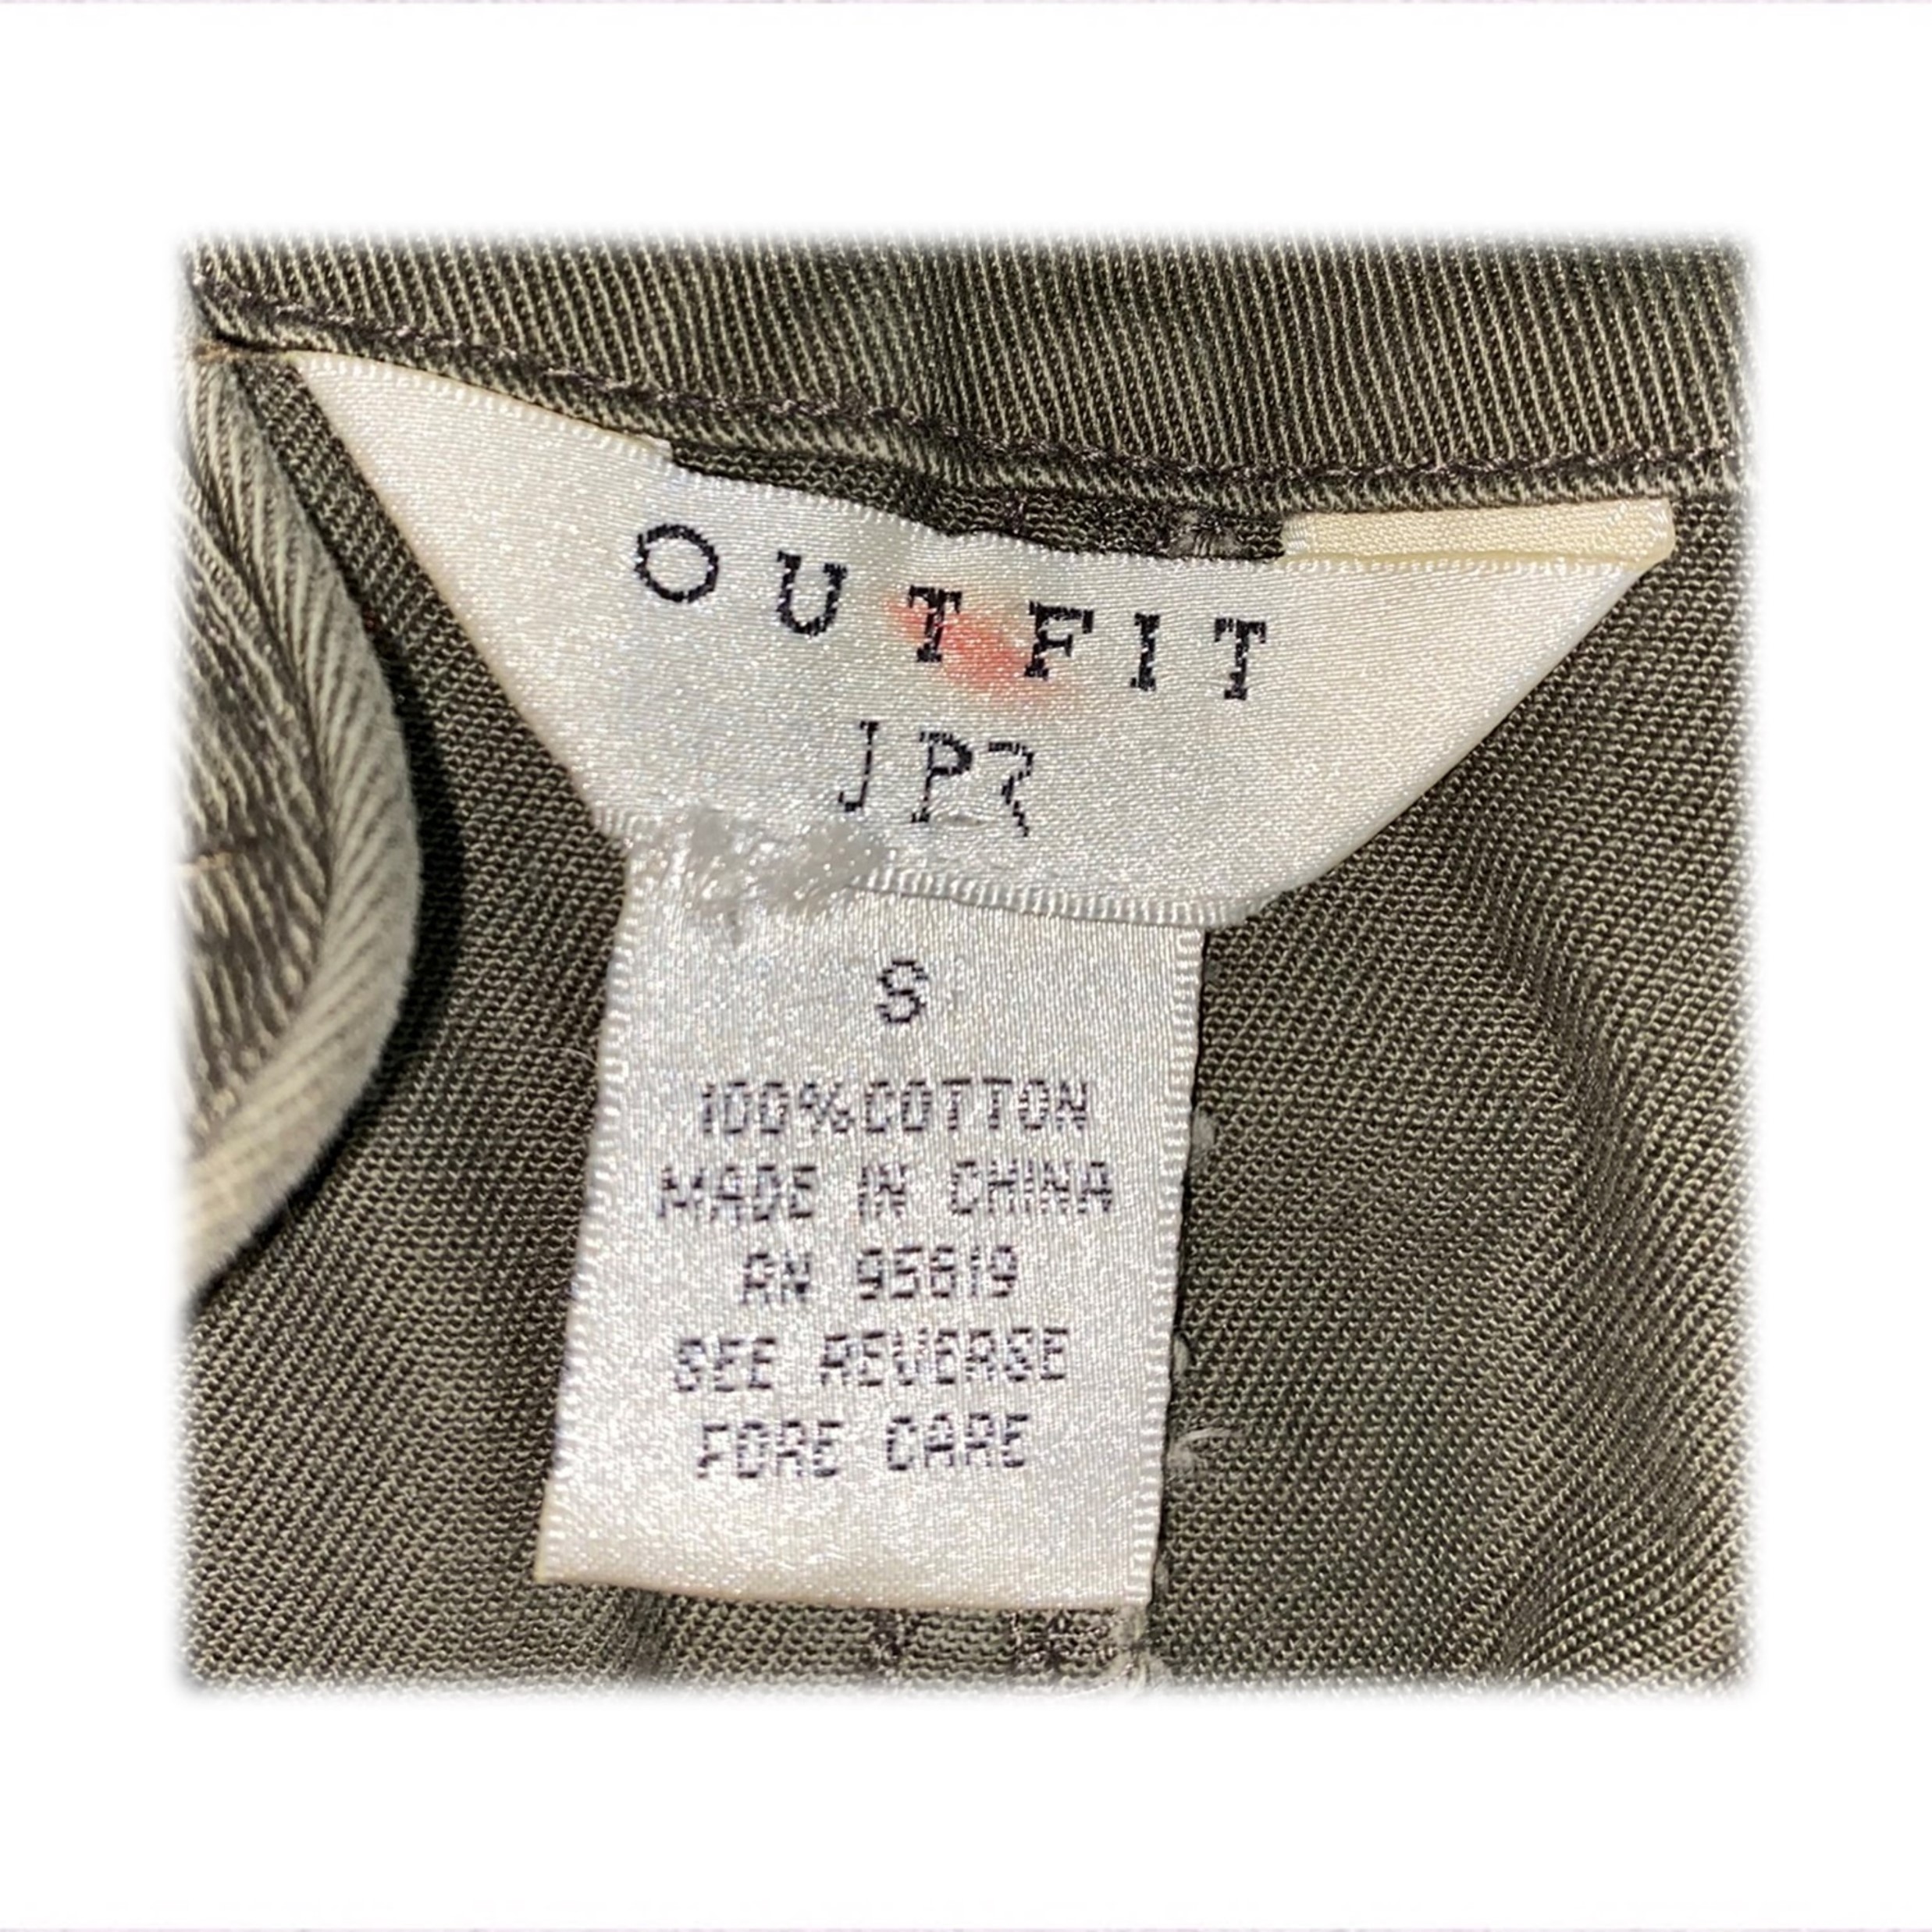 OUTFIT
JPR
S
100%COTTON
MADE IN CHINA
RN 95619
SEE REVERSE
FORE CARE